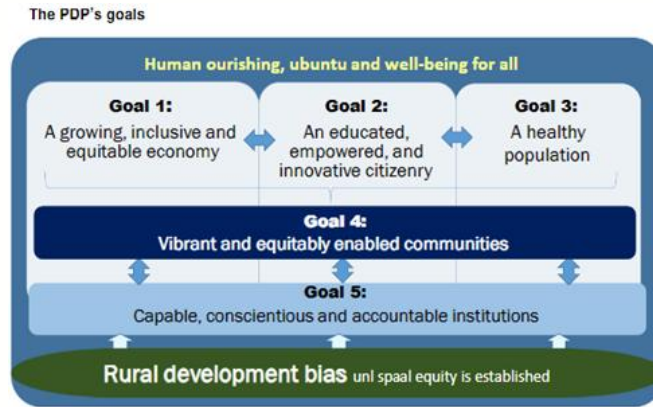 The PDP's goals
Human ourishing, ubuntu and well-being for all
Goal 1:
A growing, inclusive and
equitable economy
Goal 2:
An educated,
empowered, and
innovative citizenry
Goal 3:
A healthy
population
Goal 4:
Vibrant and equitably enabled communities
Goal 5:
Capable, conscientious and accountable institutions
Rural development bias unl spaal equity is established